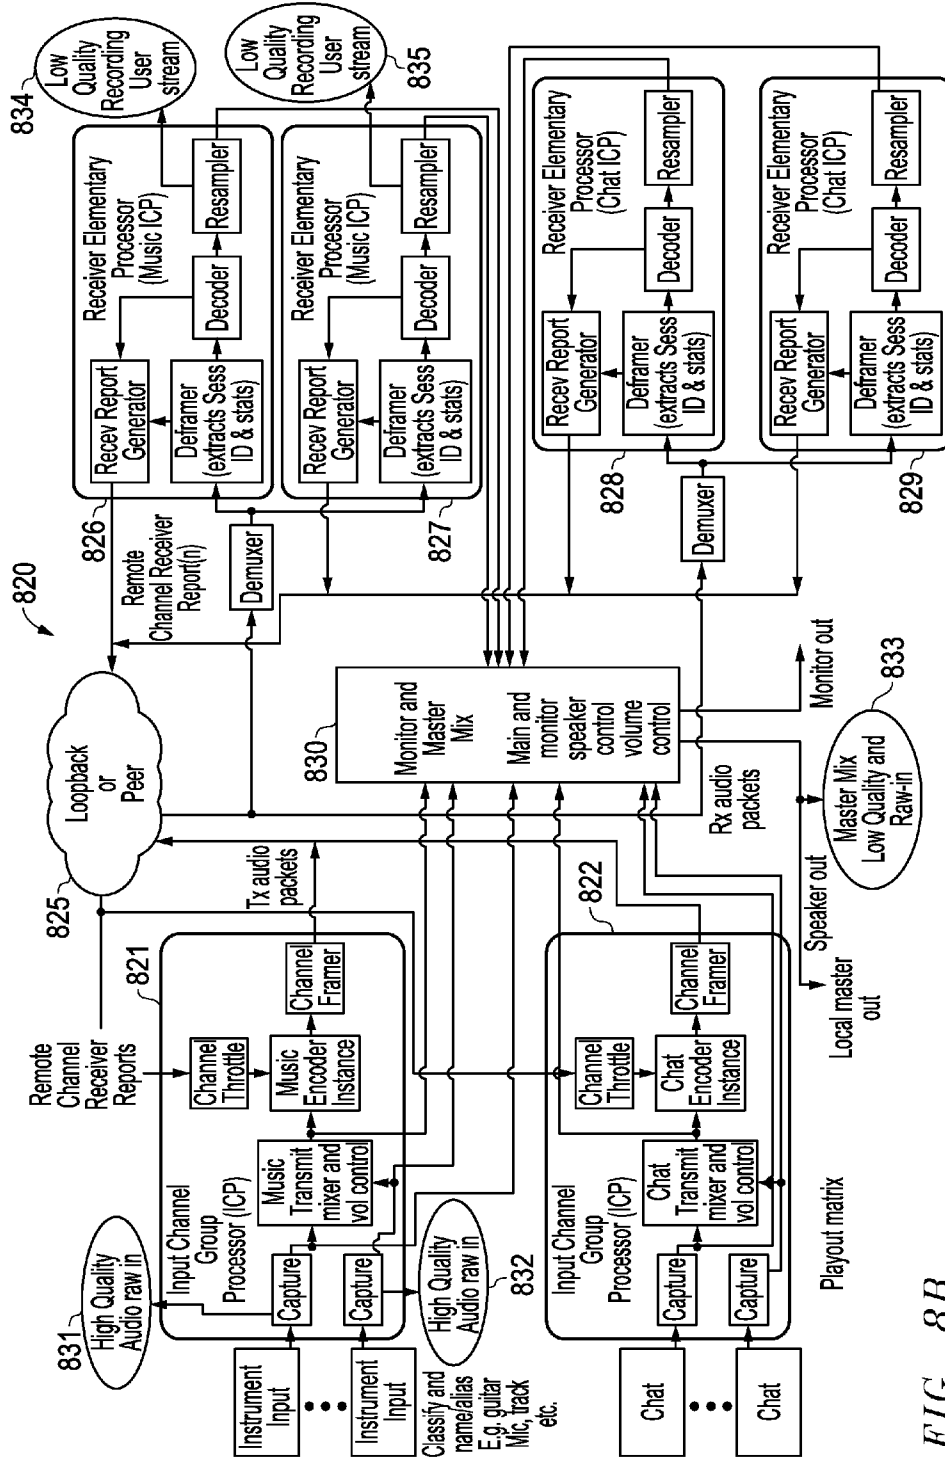 820
Instrument
Input
Instrument
Input
Classify and
name/alias
E.g. guitar
Mic, track
etc.
Chat
Chat
831
High Quality
Audio raw in
832
High Quality
Audio raw in
Remote
Channel
Receiver
Reports
821
Input Channel
Group
Processor (ICP)
Capture
Capture
Music
Transmit
mixer and
vol control
Channel
Throttle
Music
Encoder
Instance
Channel
Framer
Tx audio
packets
822
Input Channel
Group
Processor (ICP)
Capture
Capture
Chat
Transmit
mixer and
vol control
Channel
Throttle
Chat
Encoder
Instance
Channel
Framer
Playout matrix
825
Loopback
or
Peer
830
Monitor and
Master
Mix
Main and
monitor
speaker
control
volume
control
Rx audio
packets
Local master
out
Speaker out
Monitor out
833
Master Mix
Low Quality and
Raw-in
Remote
Channel Receiver
Report(n)
Demuxer
826
Receiver Elementary
Processor
(Music ICP)
Recev Report
Generator
Deframer
(extracts Sess
ID & stats)
Decoder
Resampler
834
Low
Quality
Recording
User
stream
827
Receiver Elementary
Processor
(Music ICP)
Recev Report
Generator
Deframer
(extracts Sess
ID & stats)
Decoder
Resampler
835
Low
Quality
Recording
User
stream
Demuxer
828
Receiver Elementary
Processor
(Chat ICP)
Recev Report
Generator
Deframer
(extracts Sess
ID & stats)
Decoder
Resampler
829
Receiver Elementary
Processor
(Chat ICP)
Recev Report
Generator
Deframer
(extracts Sess
ID & stats)
Decoder
Resampler
FIG. 8B